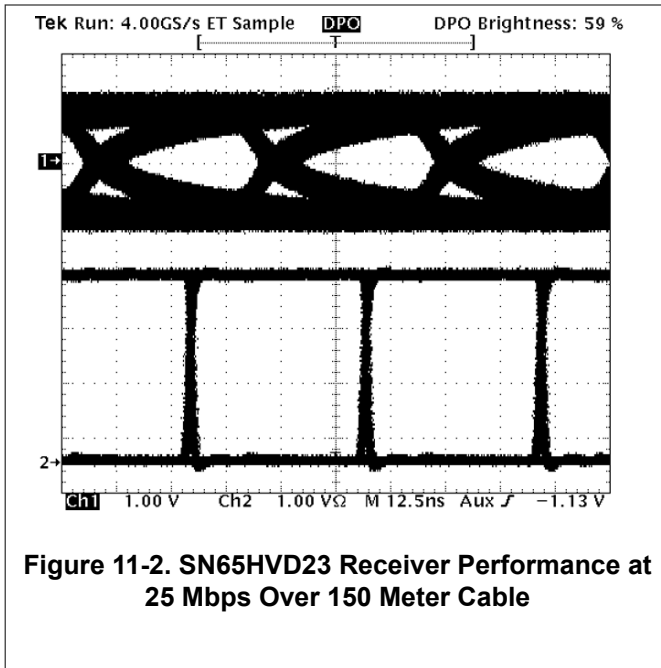 Tek Run: 4.00GS/s ET Sample DPO DPO Brightness: 59 %
[ T ]
1→
2→
Ch1 1.00 V Ch2 1.00 VΩ M 12.5ns Aux ∫ −1.13 V
Figure 11-2. SN65HVD23 Receiver Performance at
25 Mbps Over 150 Meter Cable